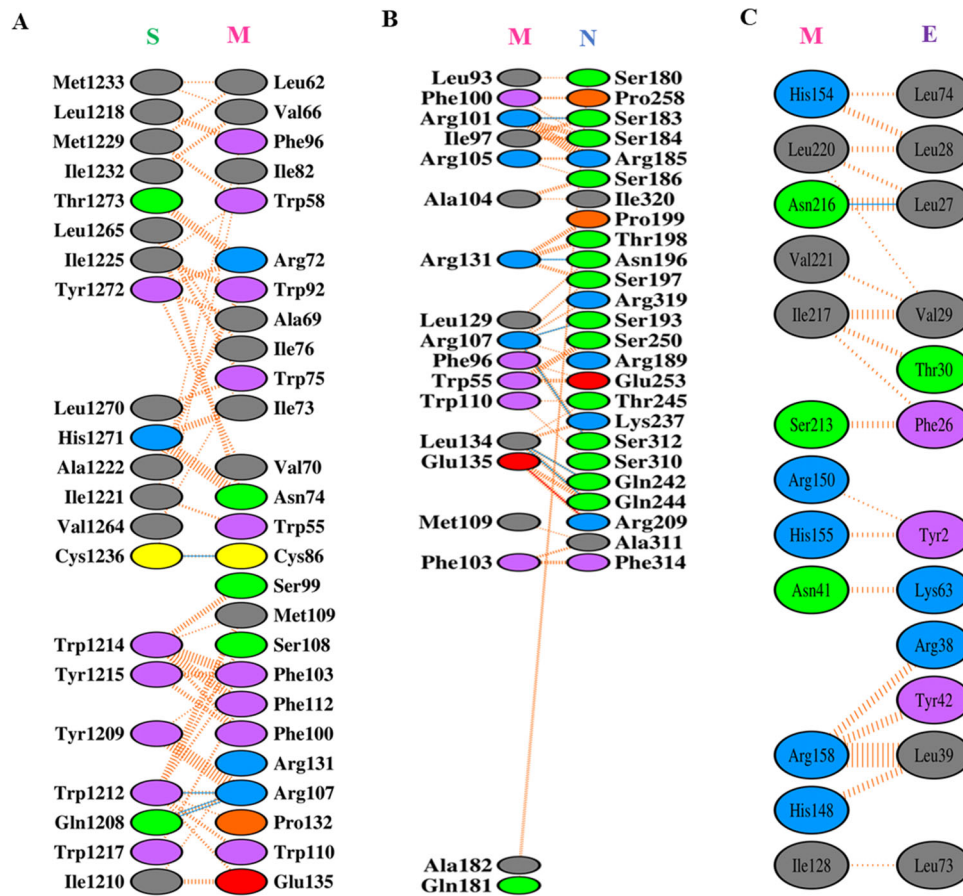 A
B
C
S M
M N
M E
Met1233 Leu62
Leu1218 Val66
Met1229 Phe96
Ile1232 Ile82
Thr1273 Trp58
Leu1265
Ile1225 Arg72
Tyr1272 Trp92
Ala69
Ile76
Trp75
Leu1270 Ile73
His1271
Ala1222 Val70
Ile1221 Asn74
Val1264 Trp55
Cys1236 Cys86
Ser99
Met109
Trp1214 Ser108
Tyr1215 Phe103
Phe112
Tyr1209 Phe100
Arg131
Trp1212 Arg107
Gln1208 Pro132
Trp1217 Trp110
Ile1210 Glu135
Leu93 Ser180
Phe100 Pro258
Arg101 Ser183
Ile97 Ser184
Arg105 Arg185
Ser186
Ala104 Ile320
Pro199
Thr198
Arg131 Asn196
Ser197
Arg319
Leu129 Ser193
Arg107 Ser250
Phe96 Arg189
Trp55 Glu253
Trp110 Thr245
Lys237
Leu134 Ser312
Glu135 Ser310
Gln242
Gln244
Met109 Arg209
Ala311
Phe103 Phe314
Ala182
Gln181
His154 Leu74
Leu220 Leu28
Asn216 Leu27
Val221
Ile217 Val29
Thr30
Ser213 Phe26
Arg150
His155 Tyr2
Asn41 Lys63
Arg38
Tyr42
Arg158 Leu39
His148
Ile128 Leu73